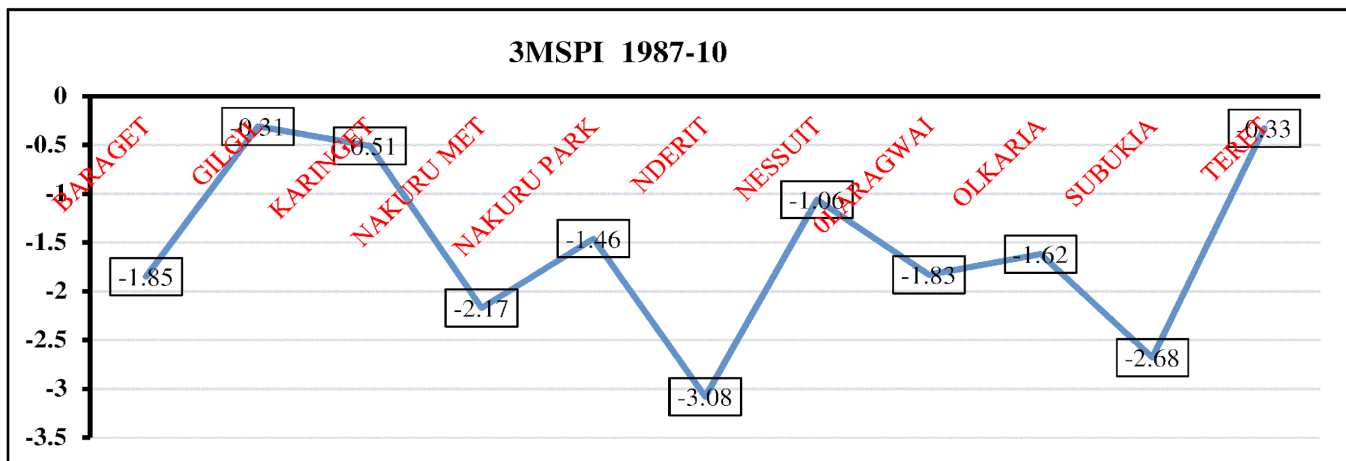 3MSPI 1987-10
0
-0.5
-1
-1.5
-2
-2.5
-3
-3.5
BARAGET
GILGIL
KARINGET
NAKURU MET
NAKURU PARK
NDERIT
NESSUIT
0LARAGWAI
OLKARIA
SUBUKIA
TERET
-1.85
-0.31
-0.51
-2.17
-1.46
-3.08
-1.06
-1.83
-1.62
-2.68
-0.33